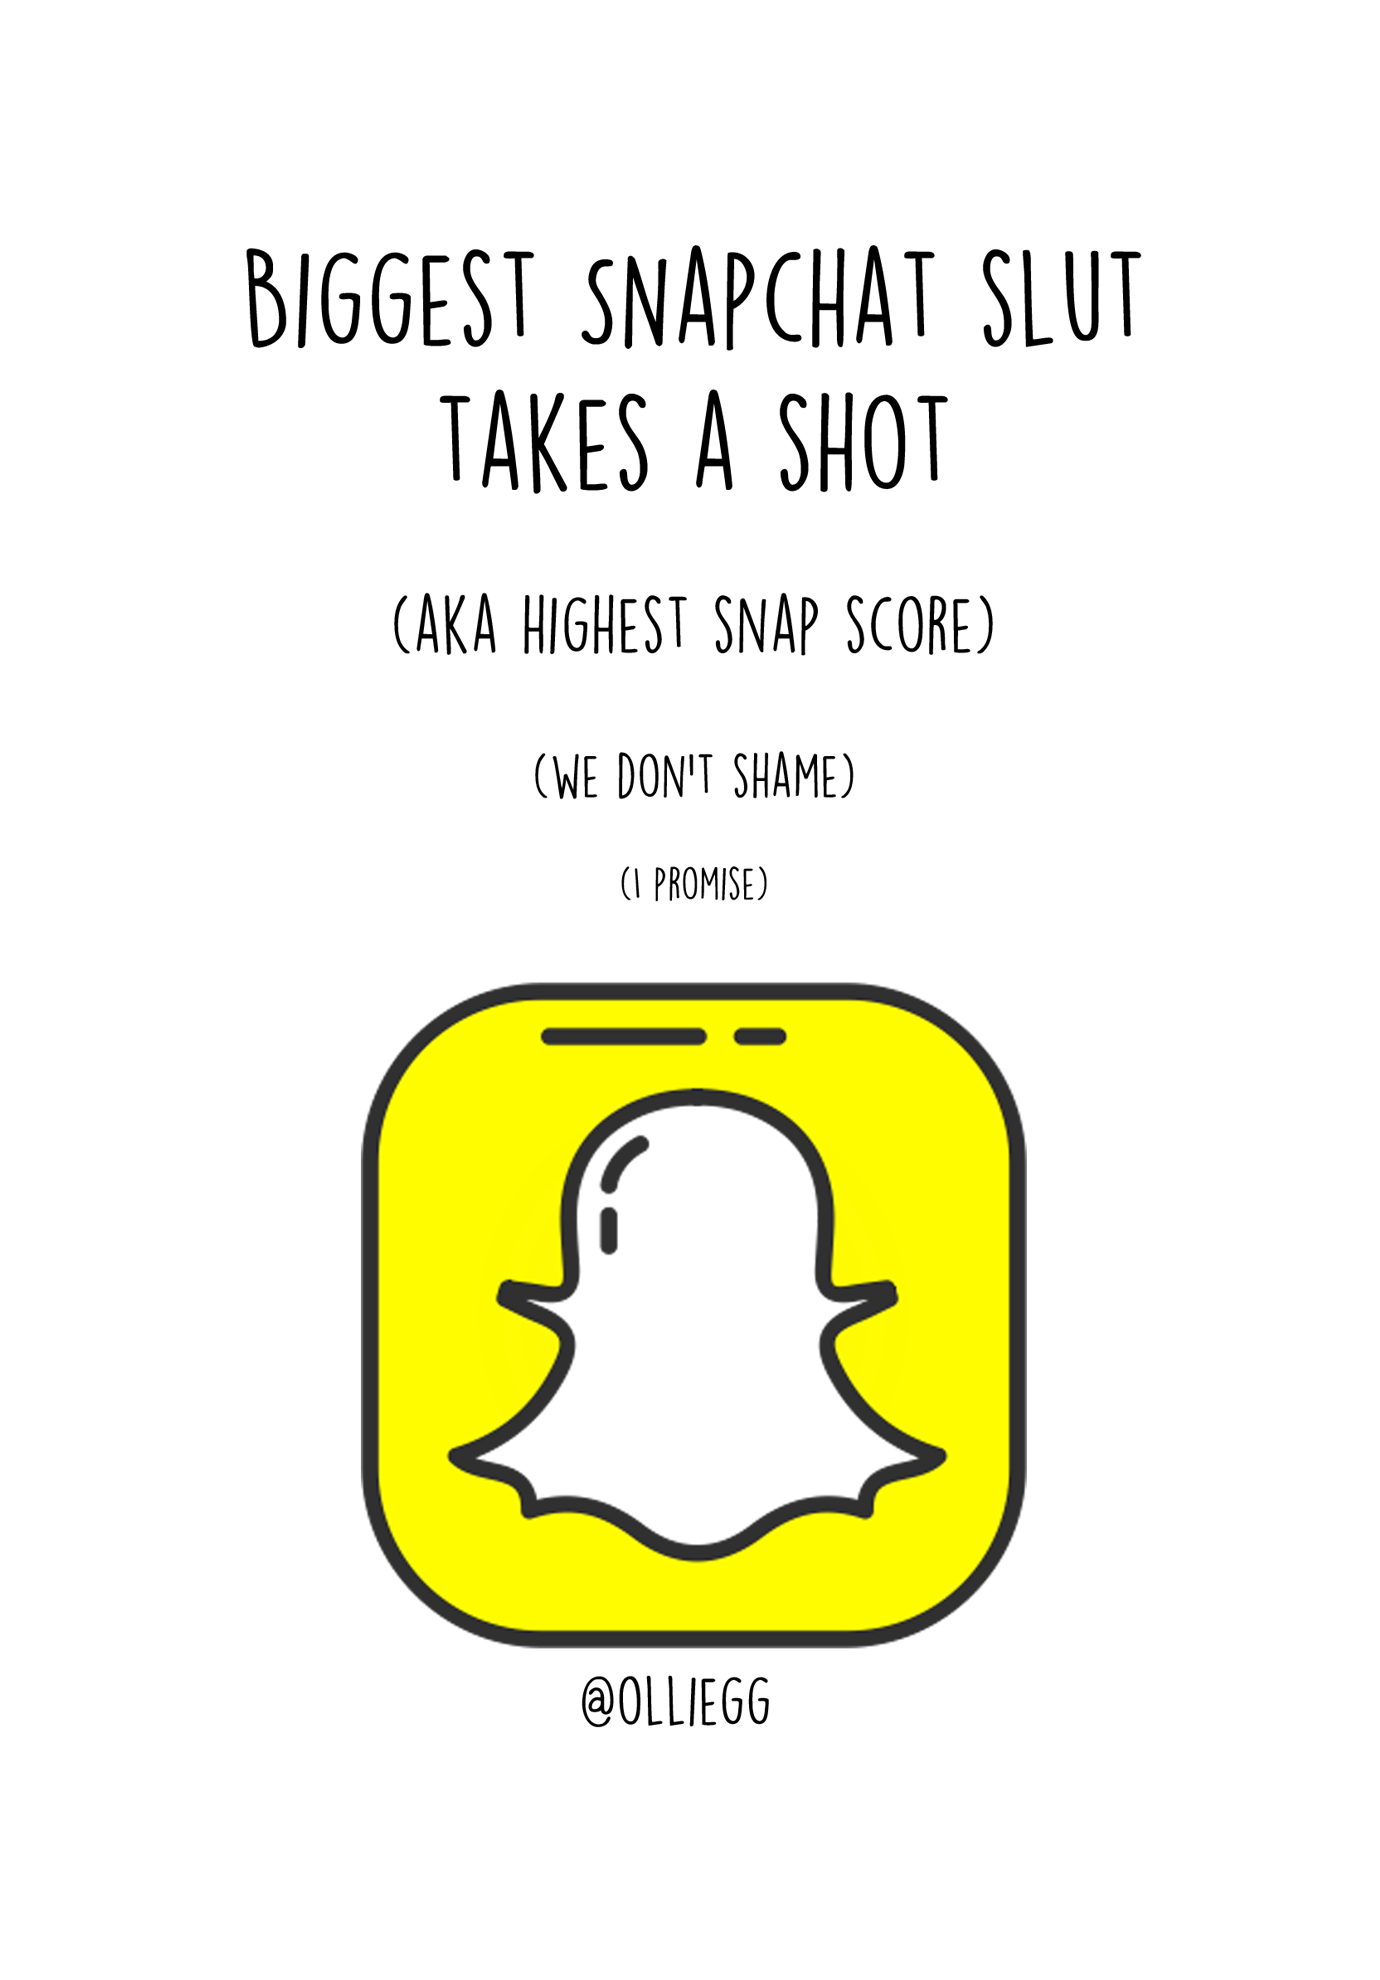 BIGGEST SNAPCHAT SLUT
TAKES A SHOT
(AKA HIGHEST SNAP SCORE)
(WE DON'T SHAME)
(I PROMISE)
@OLLIEGG